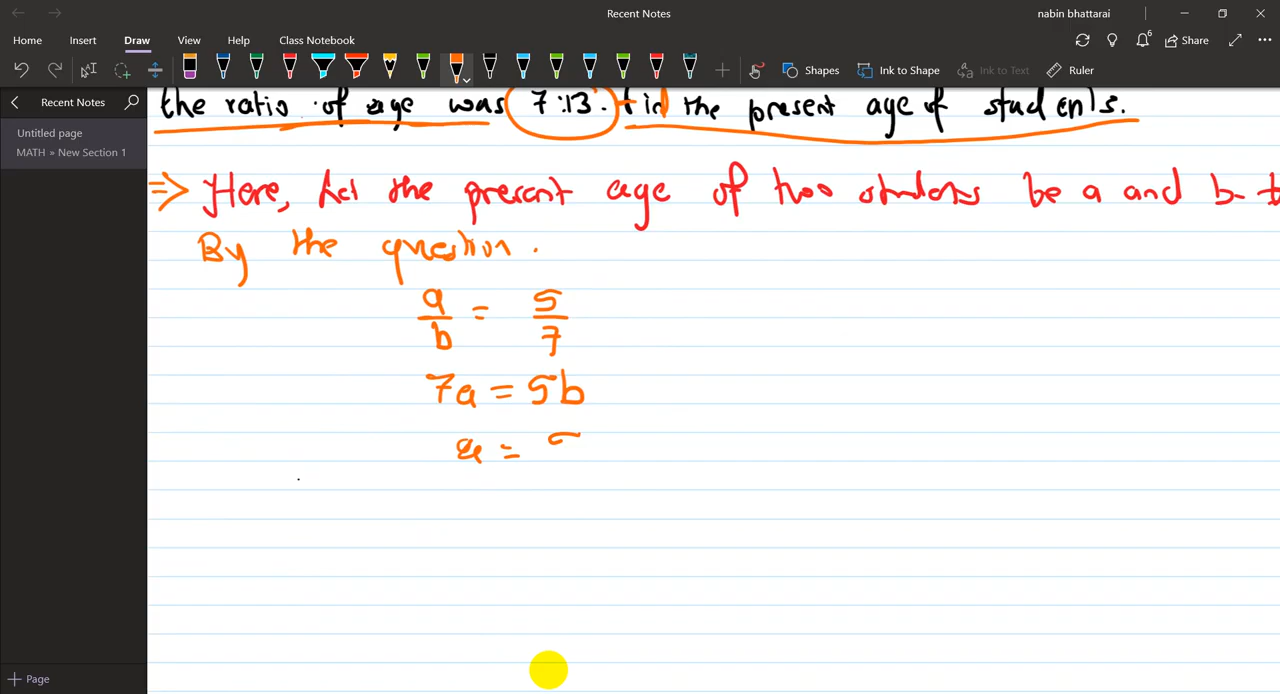 Recent Notes
nabin bhattarai
Home Insert Draw View Help Class Notebook
6 Share
Shapes Ink to Shape Ink to Text Ruler
Recent Notes
Untitled page
MATH » New Section 1
the ratio of age was 7:13. Find the present age of students.
Here, Let the present age of two students be a and b
By the question.
a/b = 5/7
7a = 5b
a =
+ Page